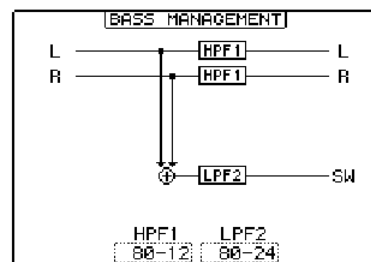 BASS MANAGEMENT
L HPF1 L
R HPF1 R
LPF2 SW
HPF1 LPF2
80-12 80-24